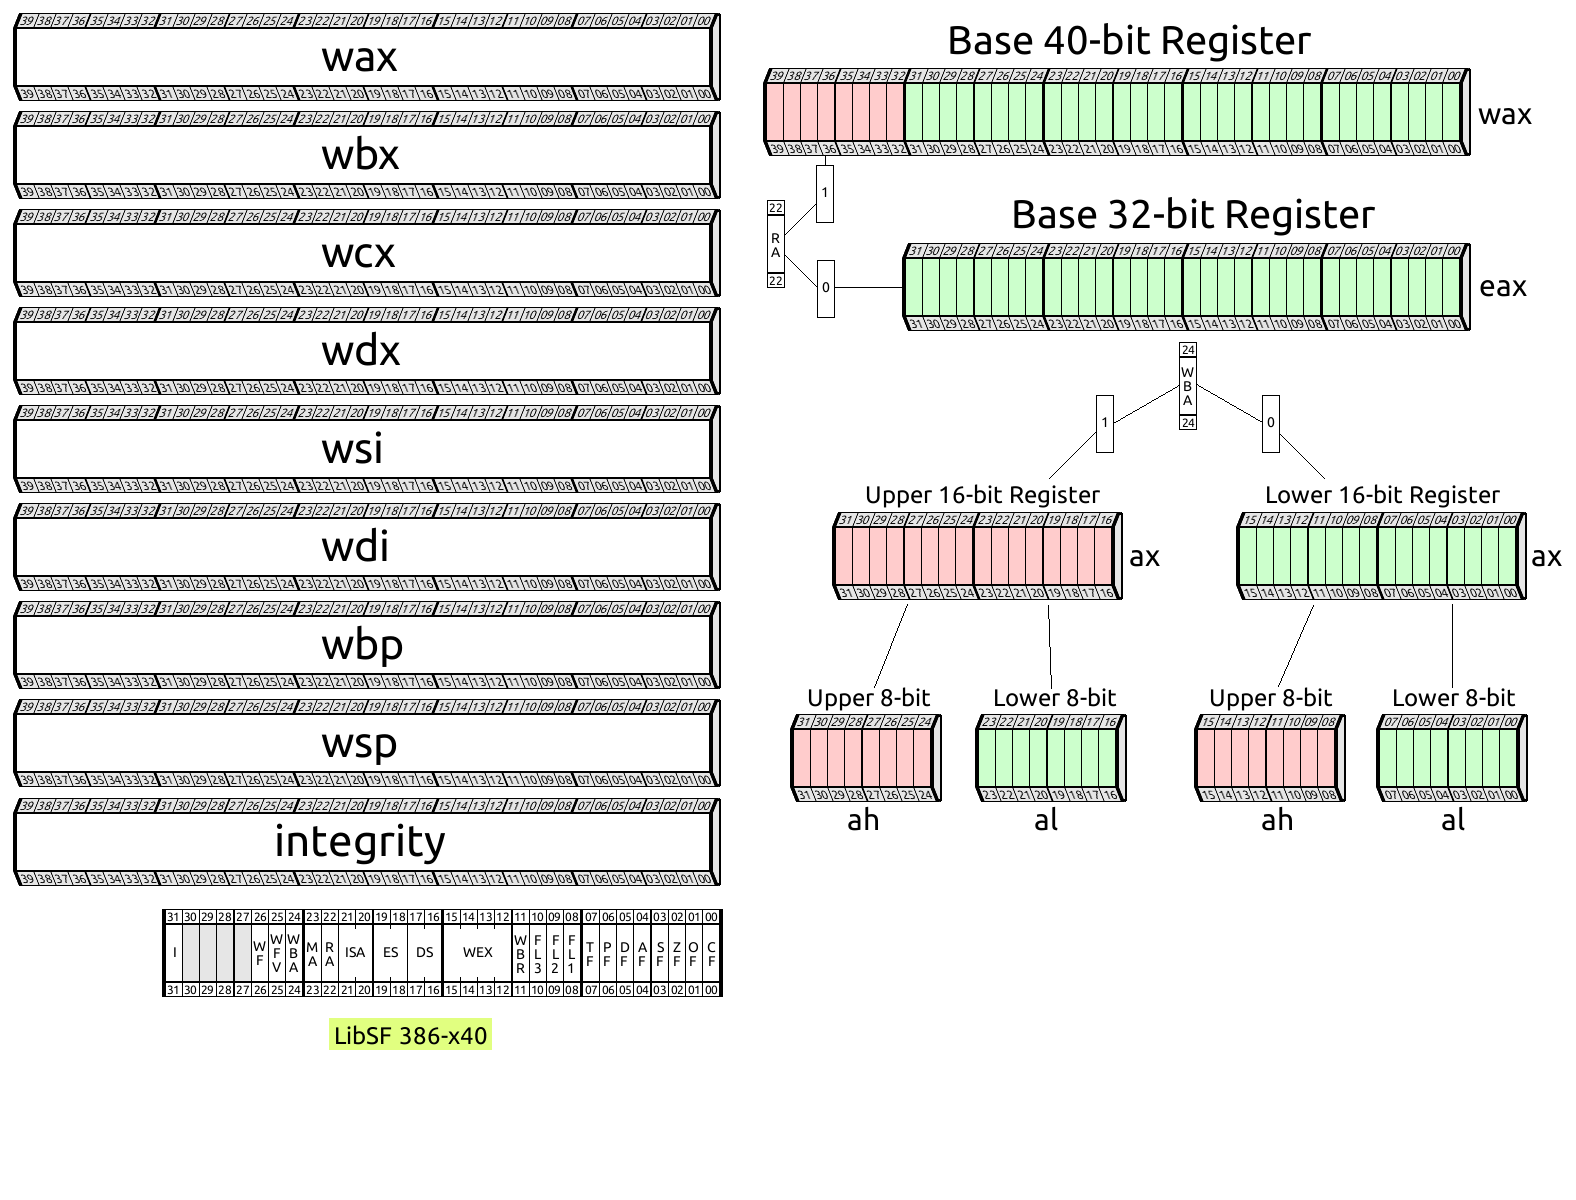 39 38 37 36 35 34 33 32 31 30 29 28 27 26 25 24 23 22 21 20 19 18 17 16 15 14 13 12 11 10 09 08 07 06 05 04 03 02 01 00
wax
39 38 37 36 35 34 33 32 31 30 29 28 27 26 25 24 23 22 21 20 19 18 17 16 15 14 13 12 11 10 09 08 07 06 05 04 03 02 01 00
39 38 37 36 35 34 33 32 31 30 29 28 27 26 25 24 23 22 21 20 19 18 17 16 15 14 13 12 11 10 09 08 07 06 05 04 03 02 01 00
wbx
39 38 37 36 35 34 33 32 31 30 29 28 27 26 25 24 23 22 21 20 19 18 17 16 15 14 13 12 11 10 09 08 07 06 05 04 03 02 01 00
39 38 37 36 35 34 33 32 31 30 29 28 27 26 25 24 23 22 21 20 19 18 17 16 15 14 13 12 11 10 09 08 07 06 05 04 03 02 01 00
wcx
39 38 37 36 35 34 33 32 31 30 29 28 27 26 25 24 23 22 21 20 19 18 17 16 15 14 13 12 11 10 09 08 07 06 05 04 03 02 01 00
39 38 37 36 35 34 33 32 31 30 29 28 27 26 25 24 23 22 21 20 19 18 17 16 15 14 13 12 11 10 09 08 07 06 05 04 03 02 01 00
wdx
39 38 37 36 35 34 33 32 31 30 29 28 27 26 25 24 23 22 21 20 19 18 17 16 15 14 13 12 11 10 09 08 07 06 05 04 03 02 01 00
39 38 37 36 35 34 33 32 31 30 29 28 27 26 25 24 23 22 21 20 19 18 17 16 15 14 13 12 11 10 09 08 07 06 05 04 03 02 01 00
wsi
39 38 37 36 35 34 33 32 31 30 29 28 27 26 25 24 23 22 21 20 19 18 17 16 15 14 13 12 11 10 09 08 07 06 05 04 03 02 01 00
39 38 37 36 35 34 33 32 31 30 29 28 27 26 25 24 23 22 21 20 19 18 17 16 15 14 13 12 11 10 09 08 07 06 05 04 03 02 01 00
wdi
39 38 37 36 35 34 33 32 31 30 29 28 27 26 25 24 23 22 21 20 19 18 17 16 15 14 13 12 11 10 09 08 07 06 05 04 03 02 01 00
39 38 37 36 35 34 33 32 31 30 29 28 27 26 25 24 23 22 21 20 19 18 17 16 15 14 13 12 11 10 09 08 07 06 05 04 03 02 01 00
wbp
39 38 37 36 35 34 33 32 31 30 29 28 27 26 25 24 23 22 21 20 19 18 17 16 15 14 13 12 11 10 09 08 07 06 05 04 03 02 01 00
39 38 37 36 35 34 33 32 31 30 29 28 27 26 25 24 23 22 21 20 19 18 17 16 15 14 13 12 11 10 09 08 07 06 05 04 03 02 01 00
wsp
39 38 37 36 35 34 33 32 31 30 29 28 27 26 25 24 23 22 21 20 19 18 17 16 15 14 13 12 11 10 09 08 07 06 05 04 03 02 01 00
39 38 37 36 35 34 33 32 31 30 29 28 27 26 25 24 23 22 21 20 19 18 17 16 15 14 13 12 11 10 09 08 07 06 05 04 03 02 01 00
integrity
39 38 37 36 35 34 33 32 31 30 29 28 27 26 25 24 23 22 21 20 19 18 17 16 15 14 13 12 11 10 09 08 07 06 05 04 03 02 01 00
31 30 29 28 27 26 25 24 23 22 21 20 19 18 17 16 15 14 13 12 11 10 09 08 07 06 05 04 03 02 01 00
I WF WFV WBA MA RA ISA ES DS WEX WBR FL3 FL2 FL1 TF PF DF AF SF ZF OF CF
31 30 29 28 27 26 25 24 23 22 21 20 19 18 17 16 15 14 13 12 11 10 09 08 07 06 05 04 03 02 01 00
LibSF 386-x40
Base 40-bit Register
39 38 37 36 35 34 33 32 31 30 29 28 27 26 25 24 23 22 21 20 19 18 17 16 15 14 13 12 11 10 09 08 07 06 05 04 03 02 01 00
wax
39 38 37 36 35 34 33 32 31 30 29 28 27 26 25 24 23 22 21 20 19 18 17 16 15 14 13 12 11 10 09 08 07 06 05 04 03 02 01 00
1
22
RA
22
0
Base 32-bit Register
31 30 29 28 27 26 25 24 23 22 21 20 19 18 17 16 15 14 13 12 11 10 09 08 07 06 05 04 03 02 01 00
eax
31 30 29 28 27 26 25 24 23 22 21 20 19 18 17 16 15 14 13 12 11 10 09 08 07 06 05 04 03 02 01 00
24
WBA
24
1
0
Upper 16-bit Register
31 30 29 28 27 26 25 24 23 22 21 20 19 18 17 16
ax
31 30 29 28 27 26 25 24 23 22 21 20 19 18 17 16
Lower 16-bit Register
15 14 13 12 11 10 09 08 07 06 05 04 03 02 01 00
ax
15 14 13 12 11 10 09 08 07 06 05 04 03 02 01 00
Upper 8-bit
31 30 29 28 27 26 25 24
31 30 29 28 27 26 25 24
ah
Lower 8-bit
23 22 21 20 19 18 17 16
23 22 21 20 19 18 17 16
al
Upper 8-bit
15 14 13 12 11 10 09 08
15 14 13 12 11 10 09 08
ah
Lower 8-bit
07 06 05 04 03 02 01 00
07 06 05 04 03 02 01 00
al